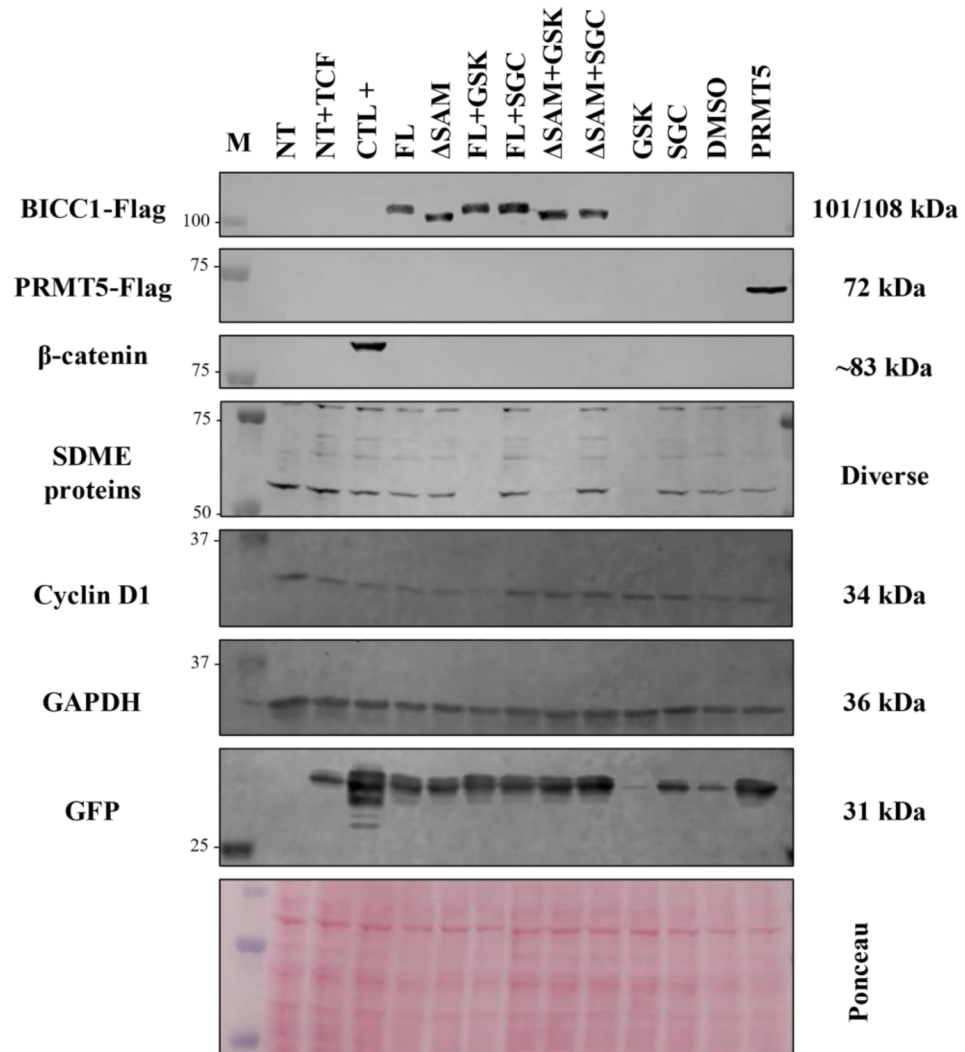 M
NT
NT+TCF
CTL +
FL
ΔSAM
FL+GSK
FL+SGC
ΔSAM+GSK
ΔSAM+SGC
GSK
SGC
DMSO
PRMT5
BICC1-Flag
100
101/108 kDa
75
PRMT5-Flag
72 kDa
β-catenin
75
~83 kDa
75
SDME
proteins
Diverse
50
37
Cyclin D1
34 kDa
37
GAPDH
36 kDa
GFP
31 kDa
25
Ponceau